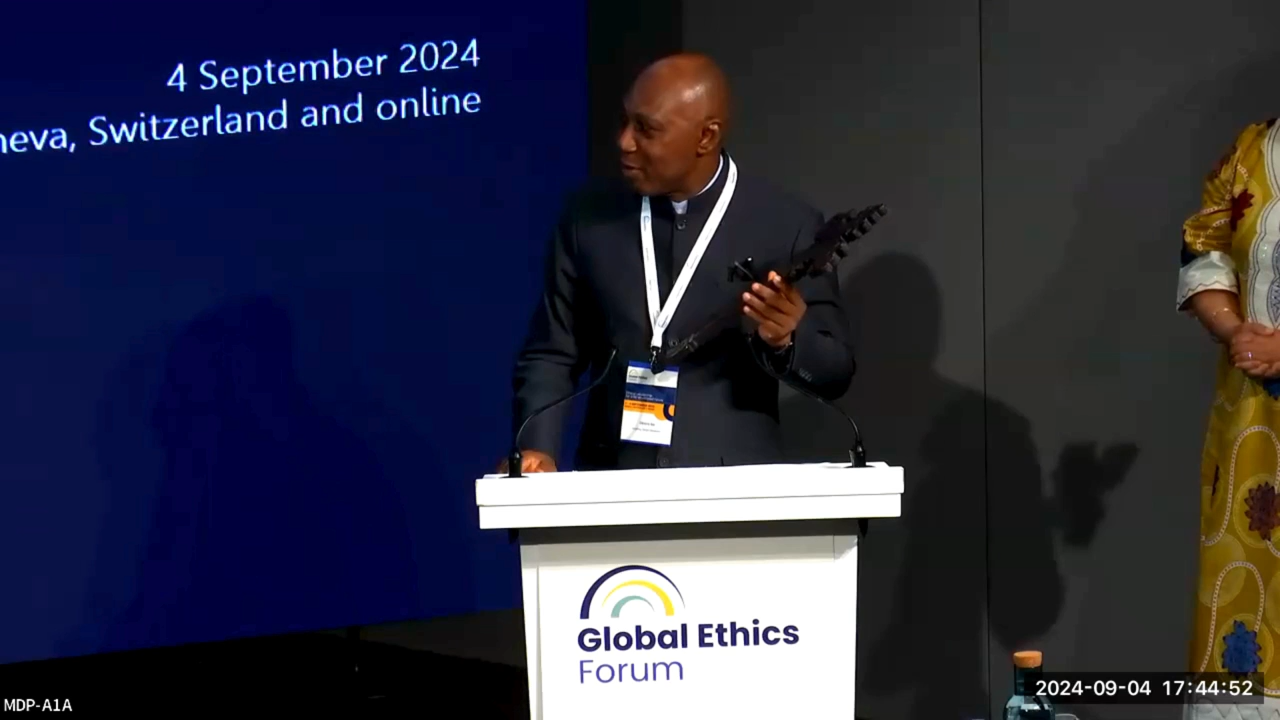 4 September 2024
neva, Switzerland and online
Global Ethics
Forum
MDP-A1A
2024-09-04 17:44:52